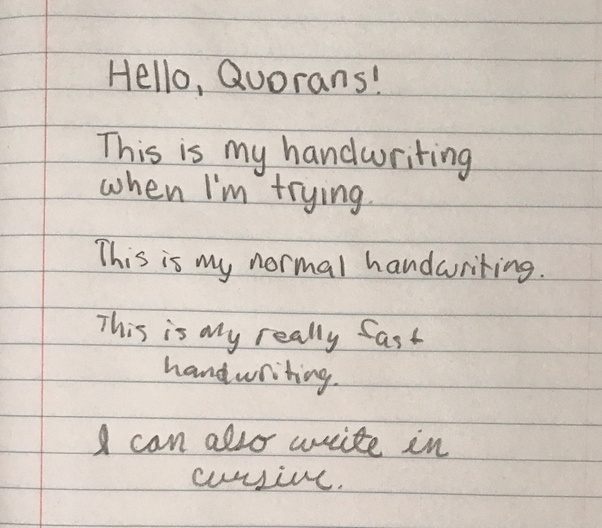 Hello, Quorans!
This is my handwriting
when I'm trying.
This is my normal handwriting.
This is my really fast
handwriting.
I can also write in
cursive.